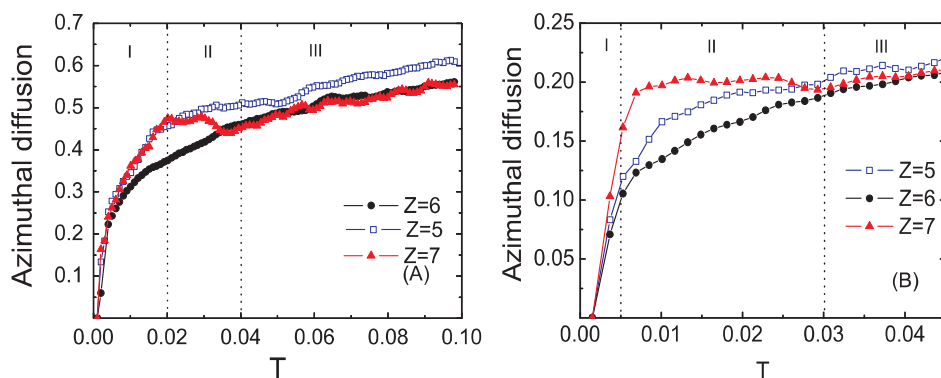 0.7
0.6
0.5
0.4
0.3
0.2
0.1
Azimuthal diffusion
I
II
III
Z=6
Z=5
Z=7
(A)
0.00
0.02
0.04
0.06
0.08
0.10
T
0.25
0.20
0.15
0.10
0.05
0.00
Azimuthal diffusion
I
II
III
Z=5
Z=6
Z=7
(B)
0.00
0.01
0.02
0.03
0.04
T